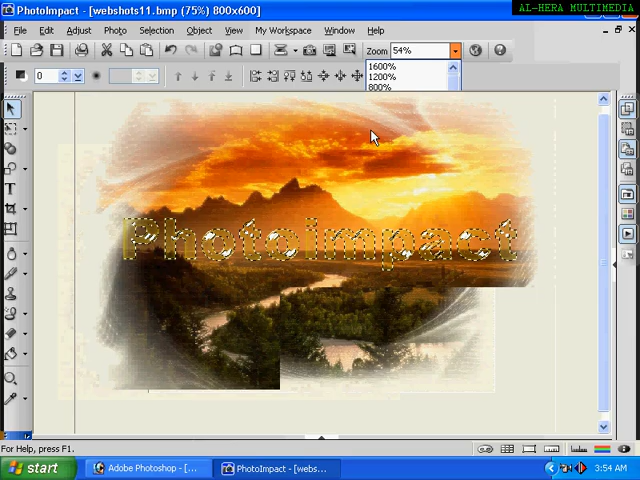 PhotoImpact - [webshots11.bmp (75%) 800x600]
AL-HERA MULTIMEDIA
File Edit Adjust Photo Selection Object Web My Workspace Window Help
Zoom 54%
0
1600%
1200%
800%
T
Photoimpact
For Help, press F1.
start
Adobe Photoshop - [...
PhotoImpact - [webs...
3:54 AM